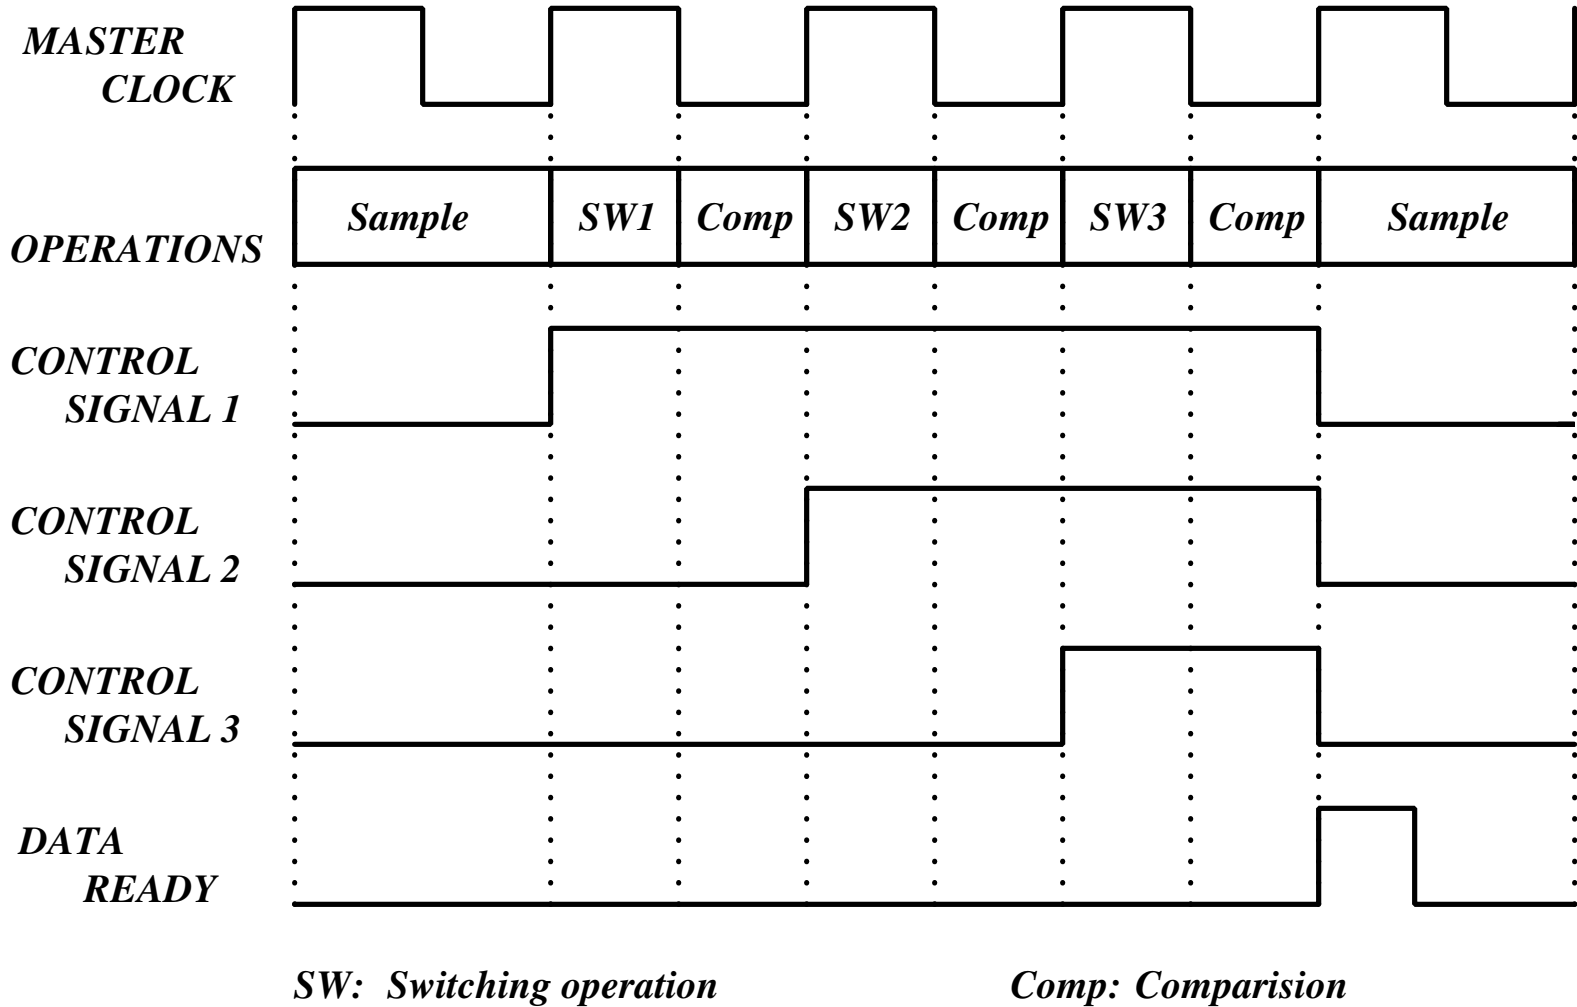 MASTER
CLOCK
OPERATIONS
Sample SW1 Comp SW2 Comp SW3 Comp Sample
CONTROL
SIGNAL 1
CONTROL
SIGNAL 2
CONTROL
SIGNAL 3
DATA
READY
SW: Switching operation
Comp: Comparision